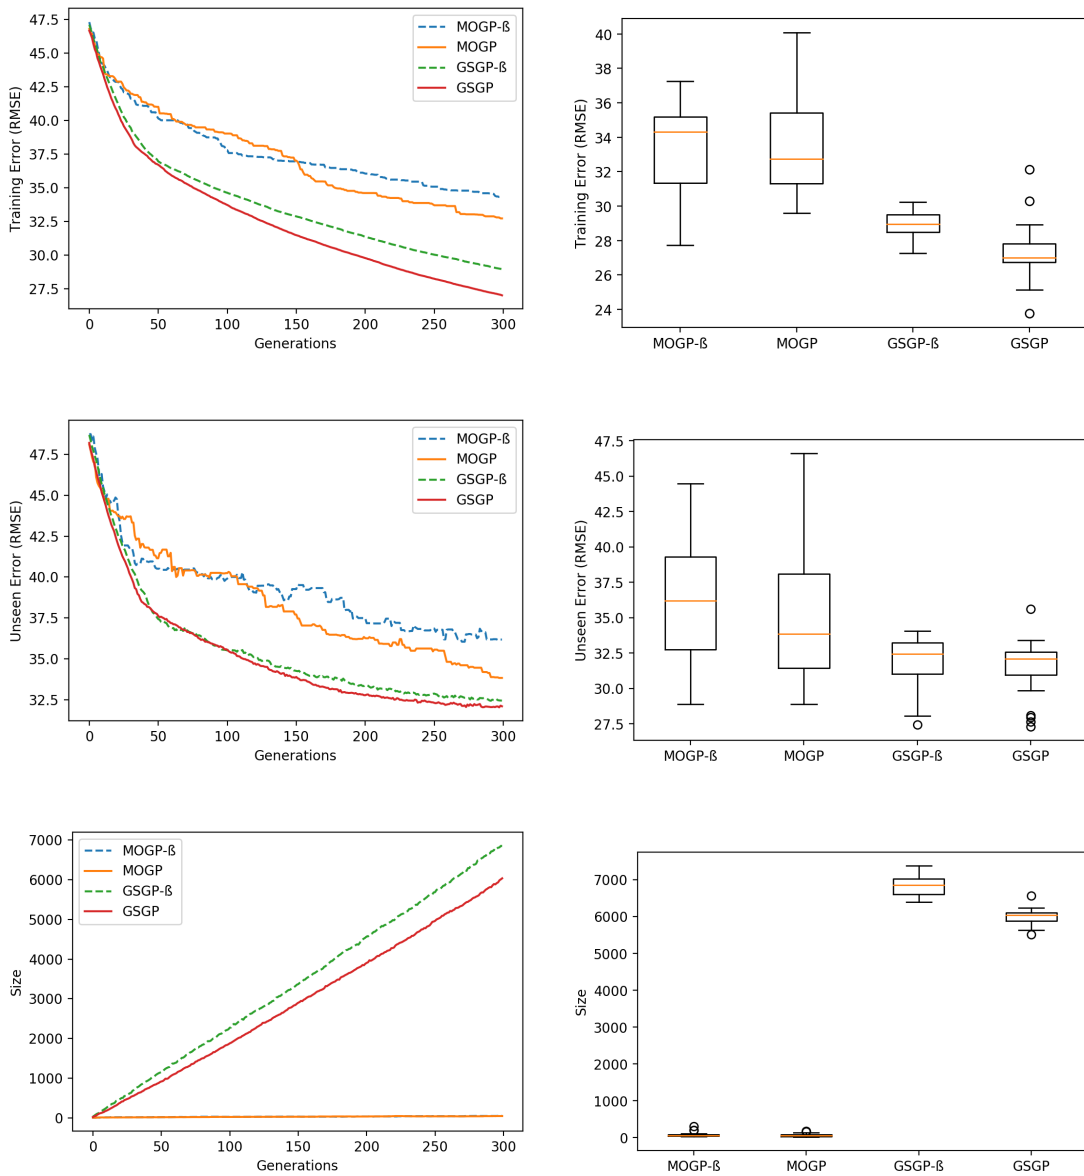 47.5
45.0
42.5
40.0
37.5
35.0
32.5
30.0
27.5
Training Error (RMSE)
0 50 100 150 200 250 300
Generations
MOGP-ß
MOGP
GSGP-ß
GSGP
40
38
36
34
32
30
28
26
24
Training Error (RMSE)
MOGP-ß MOGP GSGP-ß GSGP
47.5
45.0
42.5
40.0
37.5
35.0
32.5
Unseen Error (RMSE)
0 50 100 150 200 250 300
Generations
MOGP-ß
MOGP
GSGP-ß
GSGP
47.5
45.0
42.5
40.0
37.5
35.0
32.5
30.0
27.5
Unseen Error (RMSE)
MOGP-ß MOGP GSGP-ß GSGP
7000
6000
5000
4000
3000
2000
1000
0
Size
0 50 100 150 200 250 300
Generations
MOGP-ß
MOGP
GSGP-ß
GSGP
7000
6000
5000
4000
3000
2000
1000
0
Size
MOGP-ß MOGP GSGP-ß GSGP